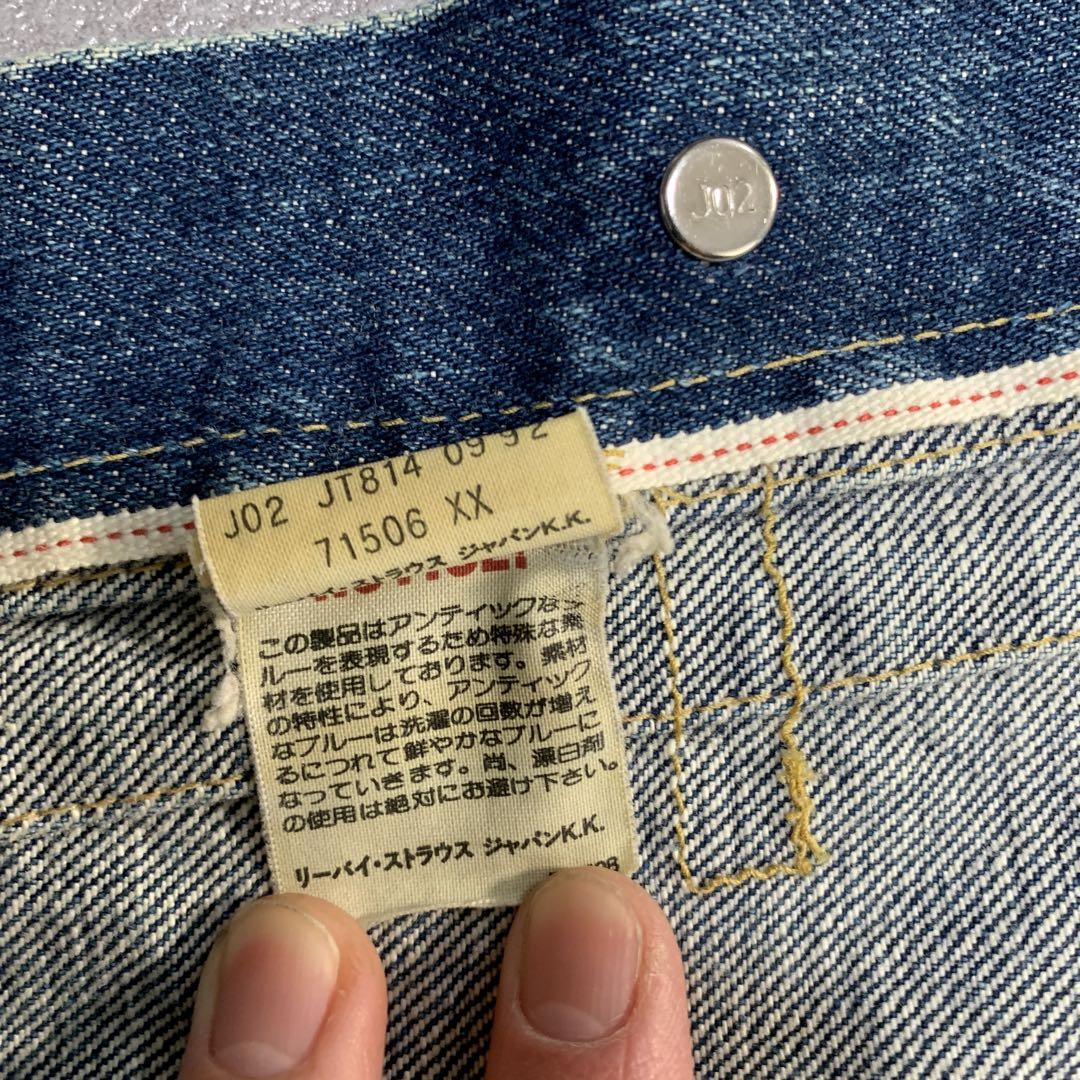 J02
J02 JT814 09 92
71506 XX
ストラウス ジャパンK.K.
この製品はアンティックな
ルーを表現するため特殊な素
材を使用しております。素材
の特性により、アンティック
なブルーは洗濯の回数が増え
るにつれて鮮やかなブルーに
なっていきます。尚、漂白剤
の使用は絶対にお避け下さい。
リーバイ・ストラウス ジャパンK.K.